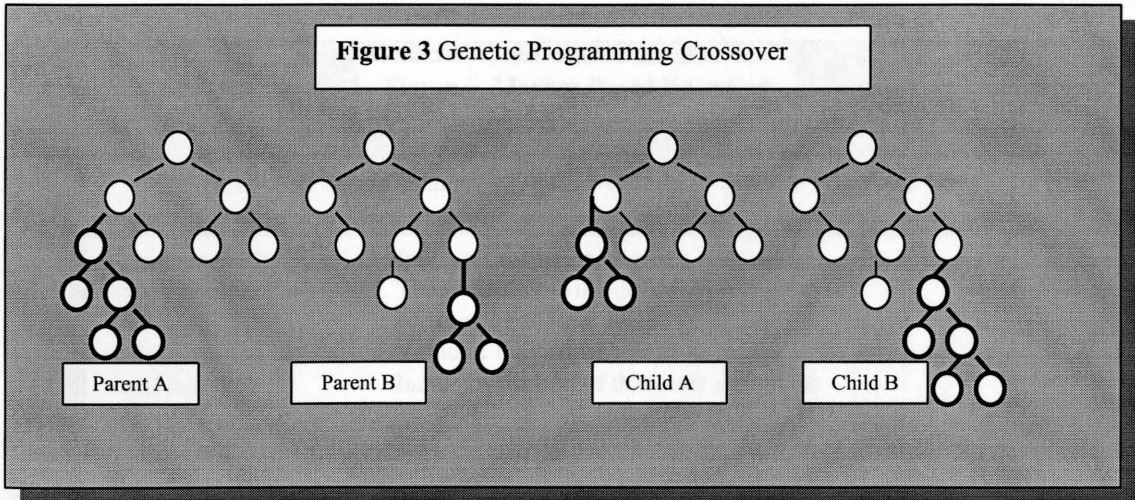 Figure 3 Genetic Programming Crossover
Parent A
Parent B
Child A
Child B